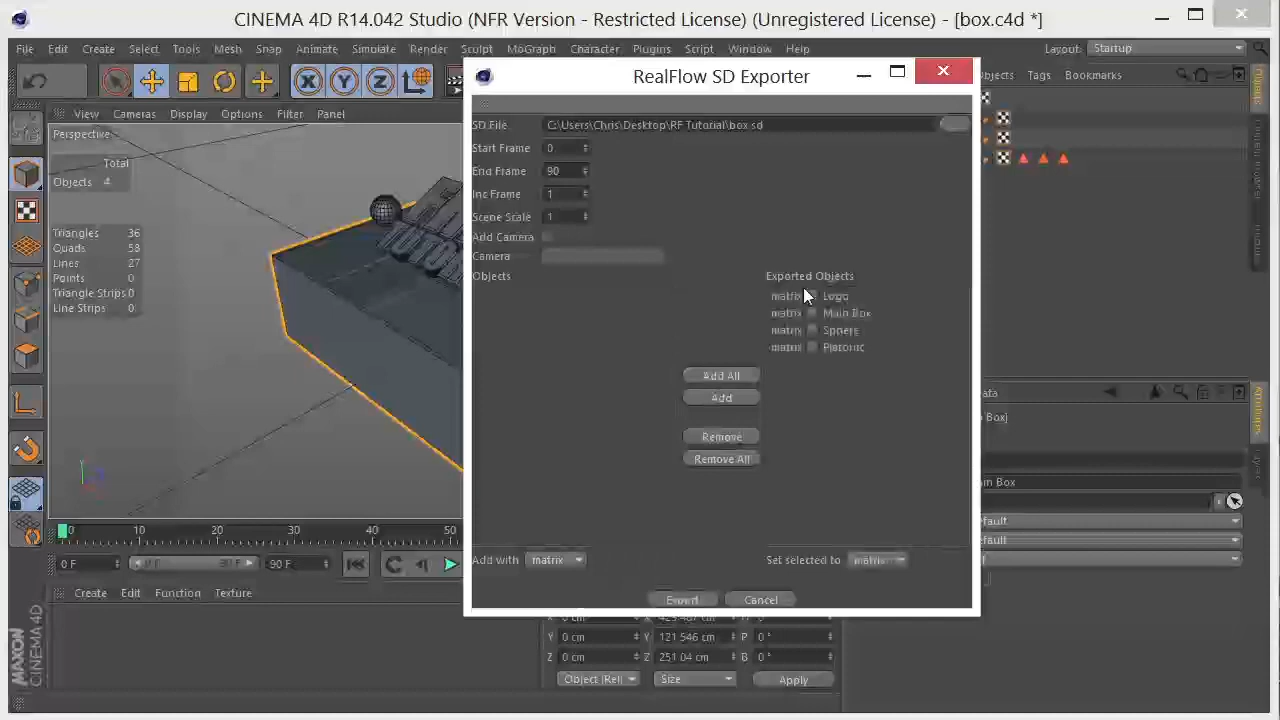 CINEMA 4D R14.042 Studio (NFR Version - Restricted License) (Unregistered License) - [box.c4d *]
File Edit Create Select Tools Mesh Snap Animate Simulate Render Sculpt MoGraph Character Plugins Script Window Help Layout: Startup
RealFlow SD Exporter
Objects Tags Bookmarks
View Cameras Display Options Filter Panel
Perspective
Total
Objects 4
Triangles 36
Quads 53
Lines 27
Points 0
Triangle Strips 0
Line Strips 0
SD File C:\Users\Chris\Desktop\RF Tutorial\box.sd
Start Frame 0
End Frame 90
Inc Frame 1
Scene Scale 1
Add Camera
Camera
Objects Exported Objects
matrix Logo
matrix Main Box
matrix Sphere
matrix Platonic
Add All
Add
Remove
Remove All
Add with matrix Set selected to matrix
Export Cancel
Objects
Attributes
0 10 20 30 40 50
0 F 90 F
Create Edit Function Texture
Y 0 cm Y 121.546 cm P 0 °
Z 0 cm Z 251.04 cm B 0 °
Object (Rel) Size Apply
MAXON
CINEMA 4D